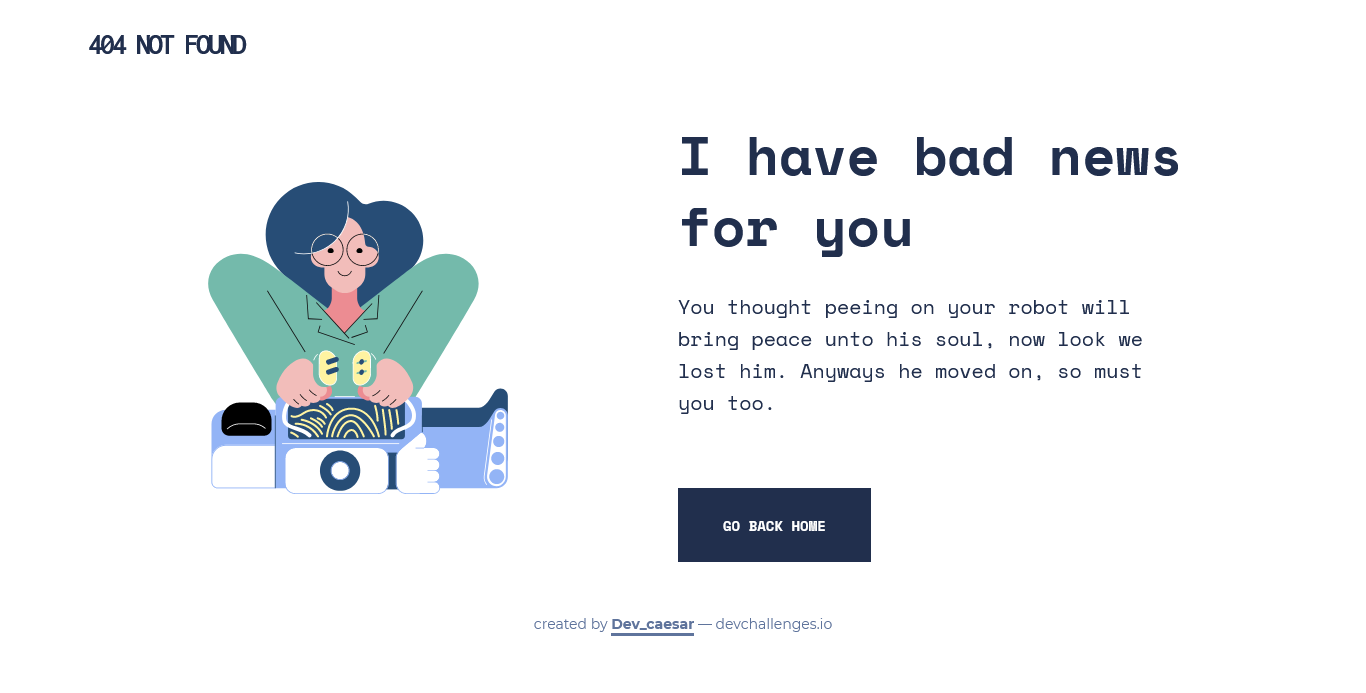 404 NOT FOUND
I have bad news
for you
You thought peeing on your robot will
bring peace unto his soul, now look we
lost him. Anyways he moved on, so must
you too.
GO BACK HOME
created by Dev_caesar — devchallenges.io